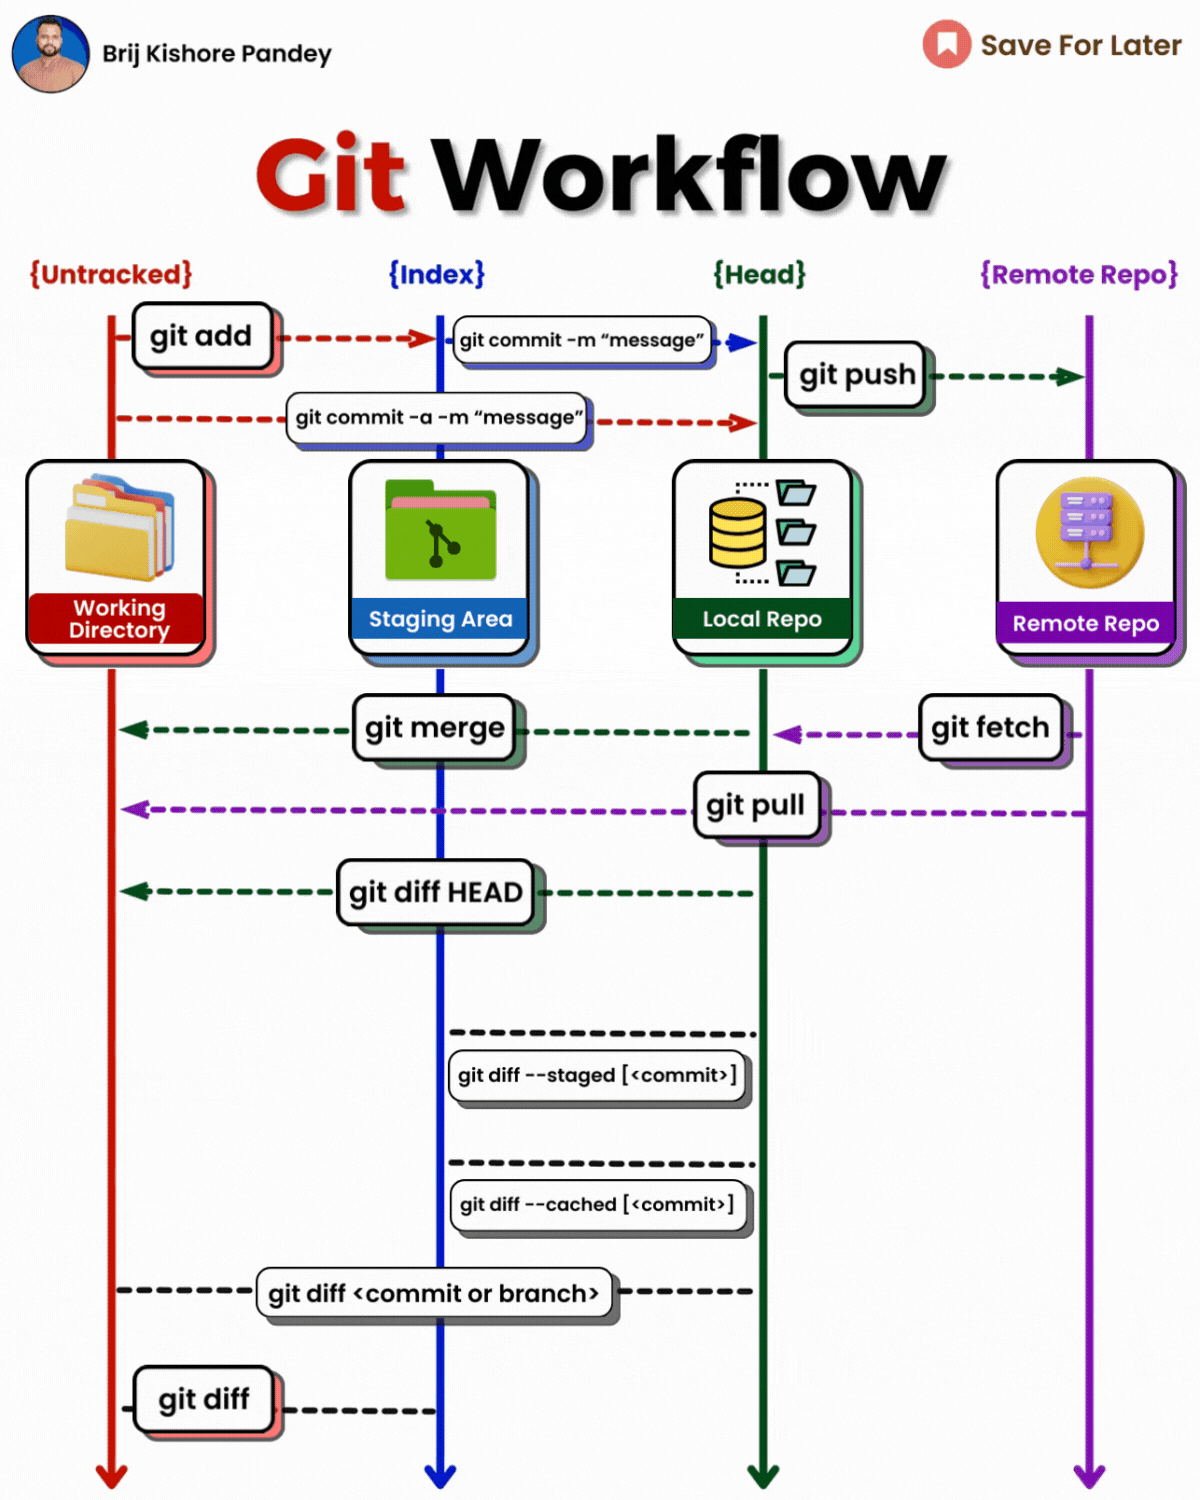 Brij Kishore Pandey
Save For Later
Git Workflow
{Untracked}
{Index}
{Head}
{Remote Repo}
git add
git commit -m “message”
git push
git commit -a -m “message”
Working
Directory
Staging Area
Local Repo
Remote Repo
git merge
git fetch
git pull
git diff HEAD
git diff --staged [<commit>]
git diff --cached [<commit>]
git diff <commit or branch>
git diff